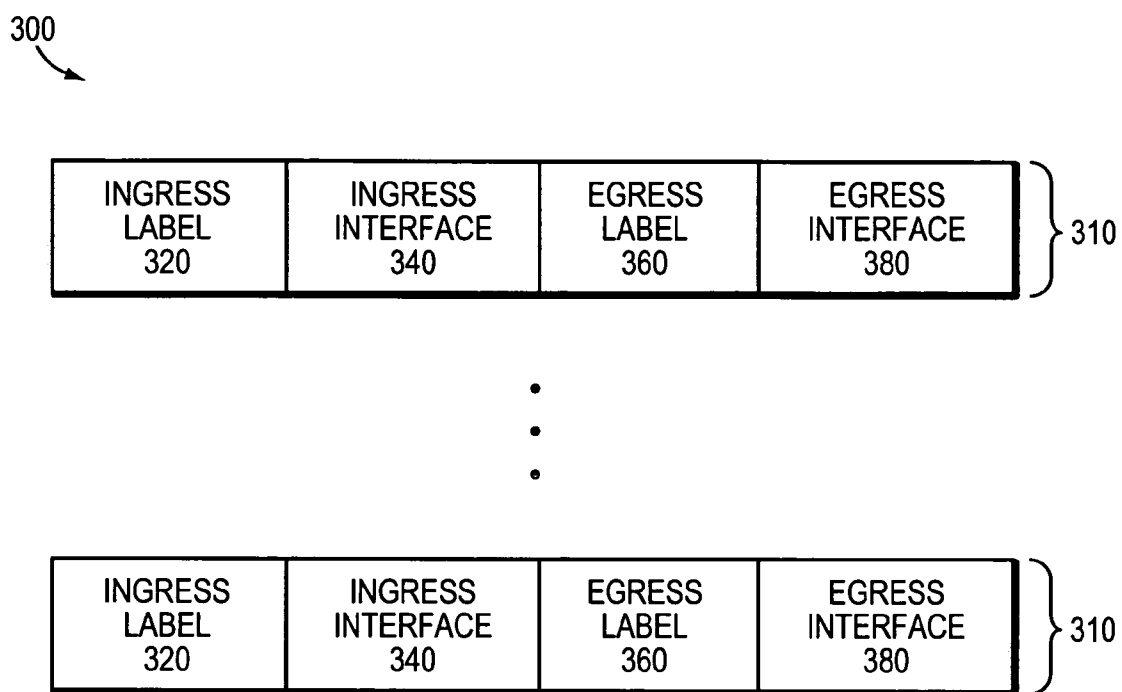 300
INGRESS
LABEL
320
INGRESS
INTERFACE
340
EGRESS
LABEL
360
EGRESS
INTERFACE
380
310
INGRESS
LABEL
320
INGRESS
INTERFACE
340
EGRESS
LABEL
360
EGRESS
INTERFACE
380
310